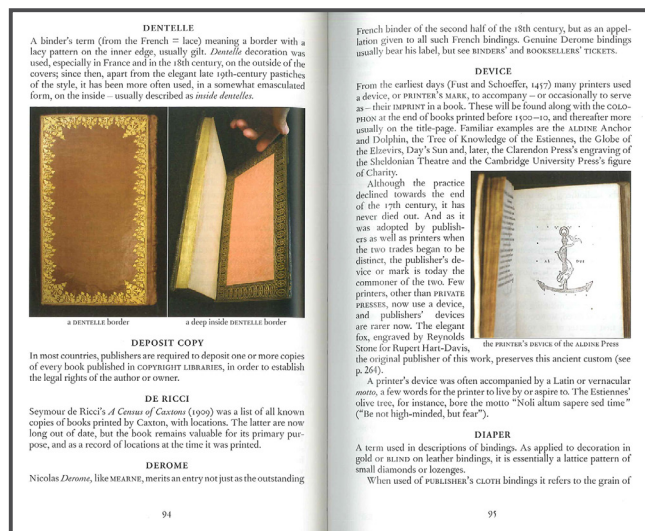 DENTELLE
A binder's term (from the French = lace) meaning a border with a
lacy pattern on the inner edge, usually gilt. Dentelle decoration was
used, especially in France and in the 18th century, on the outside of the
covers; since then, apart from the elegant late 19th-century pastiches
of the style, it has been more often used, in a somewhat emasculated
form, on the inside – usually described as inside dentelles.
a DENTELLE border
a deep inside DENTELLE border
DEPOSIT COPY
In most countries, publishers are required to deposit one or more copies
of every book published in COPYRIGHT LIBRARIES, in order to establish
the legal rights of the author or owner.
DE RICCI
Seymour de Ricci's A Census of Caxtons (1909) was a list of all known
copies of books printed by Caxton, with locations. The latter are now
long out of date, but the book remains valuable for its primary pur-
pose, and as a record of locations at the time it was printed.
DEROME
Nicolas Derome, like MEARNE, merits an entry not just as the outstanding
94
French binder of the second half of the 18th century, but as an appel-
lation given to all such French bindings. Genuine Derome bindings
usually bear his label, but see BINDERS' and BOOKSELLERS' TICKETS.
DEVICE
From the earliest days (Fust and Schoeffer, 1457) many printers used
a device, or PRINTER'S MARK, to accompany – or occasionally to serve
as – their IMPRINT in a book. These will be found along with the COLO-
PHON at the end of books printed before 1500–10, and thereafter more
usually on the title-page. Familiar examples are the ALDINE Anchor
and Dolphin, the Tree of Knowledge of the Estiennes, the Globe of
the Elzevirs, Day's Sun and, later, the Clarendon Press's engraving of
the Sheldonian Theatre and the Cambridge University Press's figure
of Charity.
Although the practice
declined towards the end
of the 17th century, it has
never died out. And as it
was adopted by publish-
ers as well as printers when
the two trades began to be
distinct, the publisher's de-
vice or mark is today the
commoner of the two. Few
printers, other than PRIVATE
PRESSES, now use a device,
and publishers' devices
are rarer now. The elegant
fox, engraved by Reynolds
Stone for Rupert Hart-Davis,
the PRINTER'S DEVICE of the ALDINE Press
the original publisher of this work, preserves this ancient custom (see
p. 264).
A printer's device was often accompanied by a Latin or vernacular
motto, a few words for the printer to live by or aspire to. The Estiennes'
olive tree, for instance, bore the motto "Noli altum sapere sed time"
("Be not high-minded, but fear").
DIAPER
A term used in descriptions of bindings. As applied to decoration in
gold or BLIND on leather bindings, it is essentially a lattice pattern of
small diamonds or lozenges.
When used of PUBLISHER'S CLOTH bindings it refers to the grain of
95